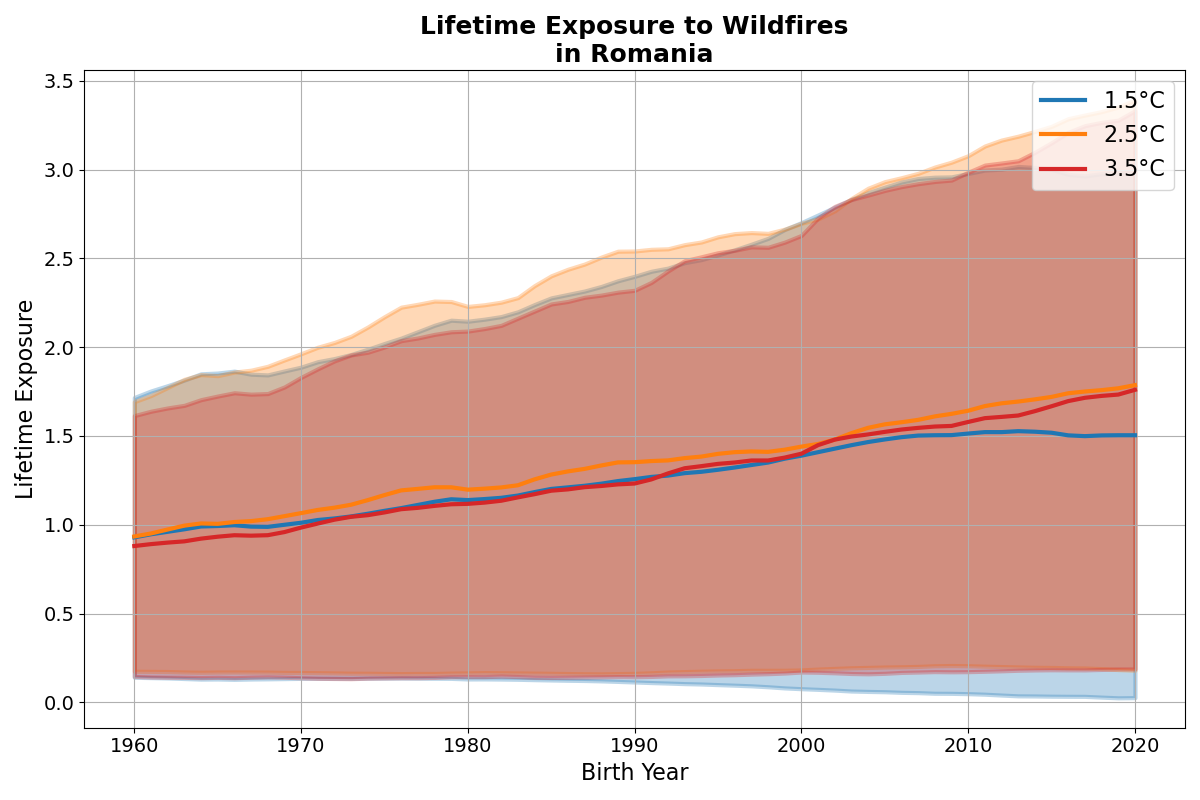 Lifetime Exposure to Wildfires
in Romania
3.5
3.0
2.5
2.0
1.5
1.0
0.5
0.0
Lifetime Exposure
1.5°C
2.5°C
3.5°C
1960 1970 1980 1990 2000 2010 2020
Birth Year